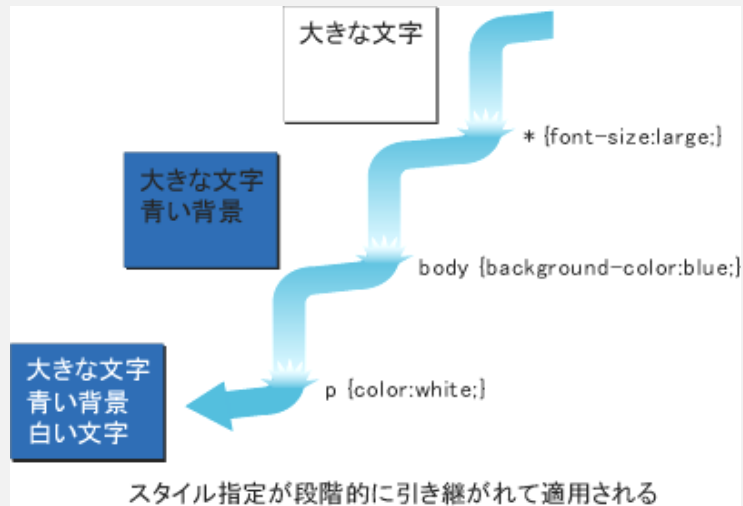 大きな文字
* {font-size:large;}
大きな文字
青い背景
body {background-color:blue;}
大きな文字
青い背景
白い文字
p {color:white;}
スタイル指定が段階的に引き継がれて適用される